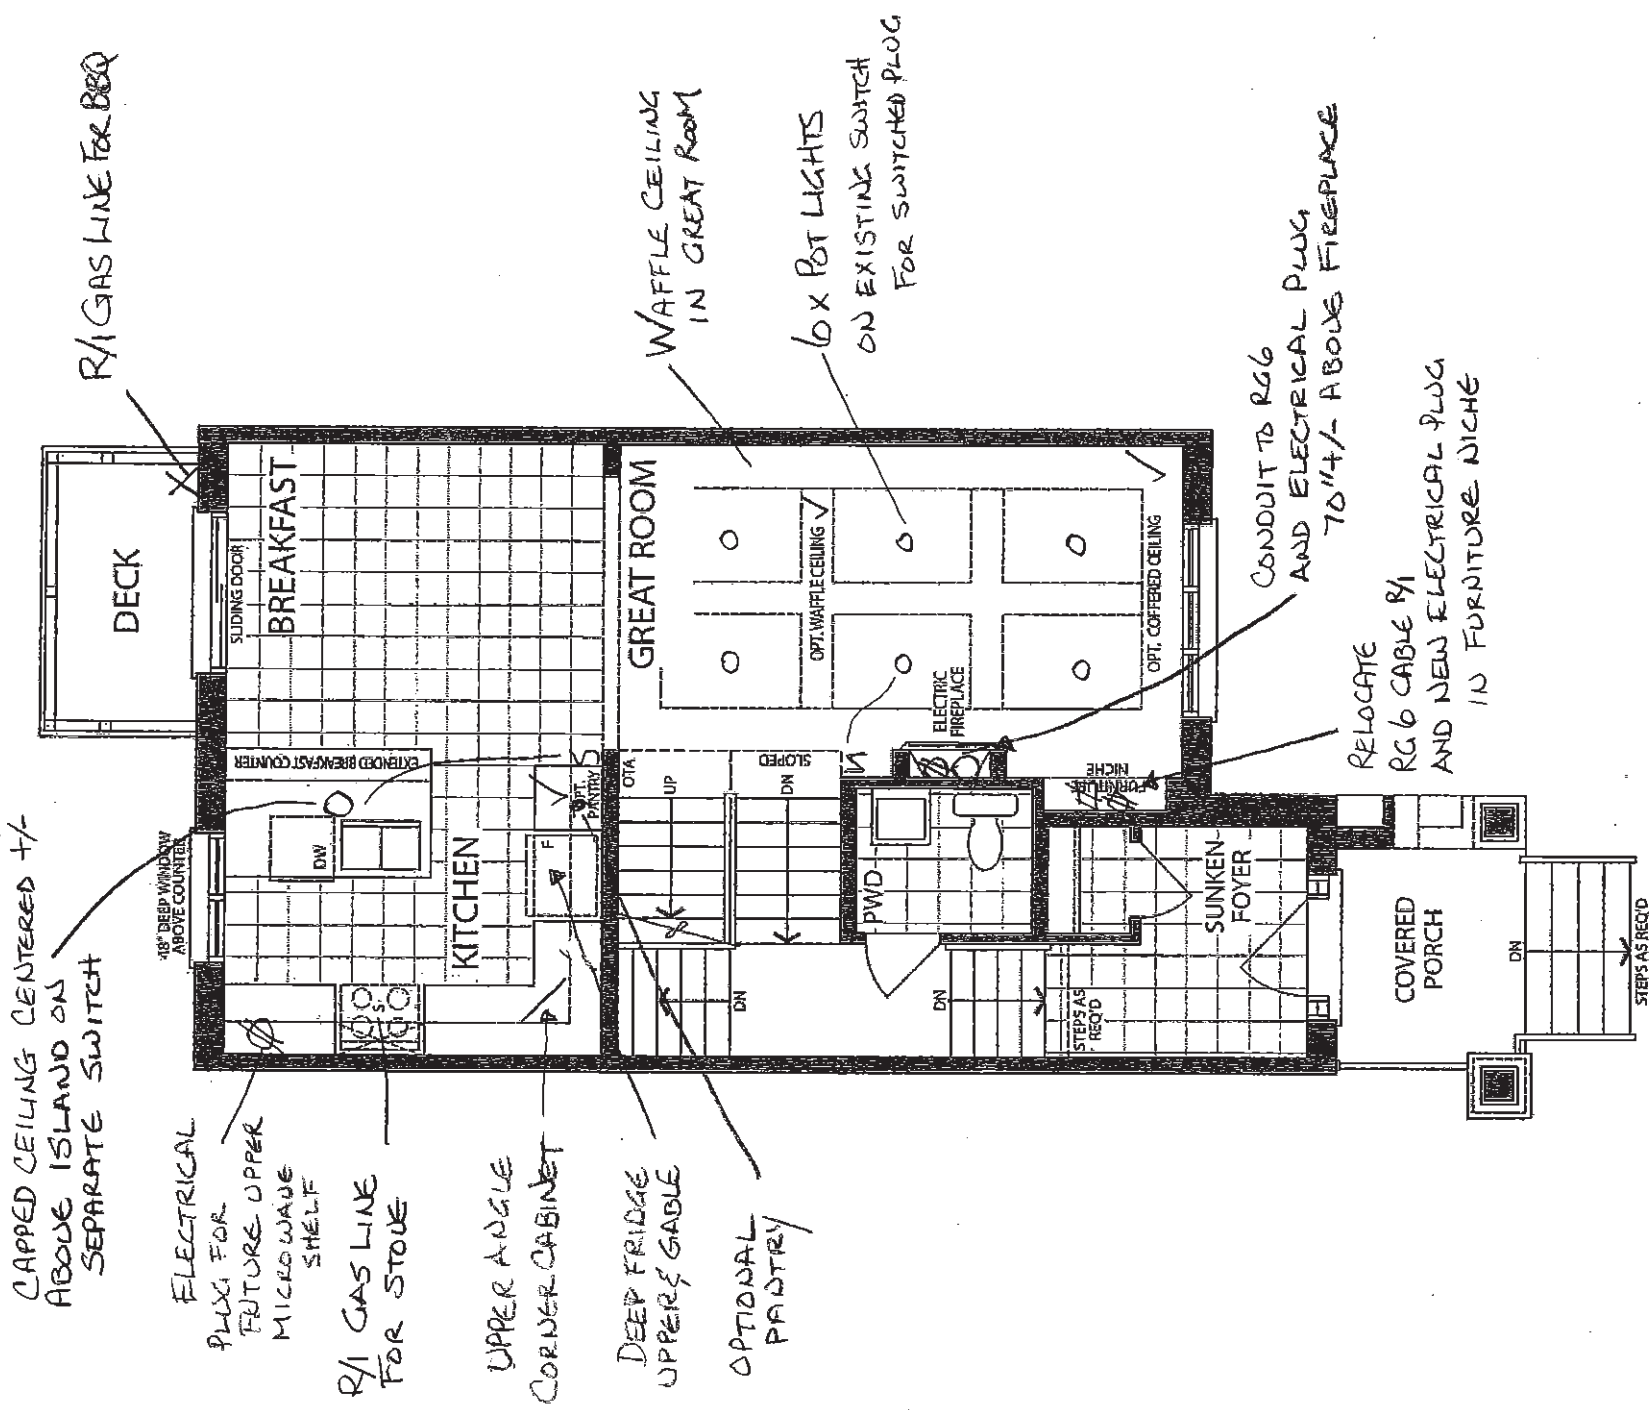 CAPPED CEILING CENTERED +/-
ABOVE ISLAND ON
SEPARATE SWITCH
ELECTRICAL
PLUG FOR
FUTURE UPPER
MICROWAVE
SHELF
R/I GAS LINE
FOR STOVE
UPPER ANGLE
CORNER CABINET
DEEP FRIDGE
UPPER & GABLE
OPTIONAL
PANTRY
R/I GAS LINE FOR BBQ
WAFFLE CEILING
IN GREAT ROOM
6 X POT LIGHTS
ON EXISTING SWITCH
FOR SWITCHED PLUG
CONDUIT TO RG6
AND ELECTRICAL PLUG
70"+/- ABOVE FIREPLACE
RELOCATE
RG6 CABLE R/I
AND NEW ELECTRICAL PLUG
IN FURNITURE NICHE
DECK
SLIDING DOOR
BREAKFAST
EXTENDED BREAKFAST COUNTER
48" DEEP WINDOW
ABOVE COUNTER
DW
KITCHEN
S
F
OPT.
PANTRY
GREAT ROOM
OPT. WAFFLE CEILING
OPT. COFFERED CEILING
ELECTRIC
FIREPLACE
OTA
UP
DN
SLOPED
DN
DN
PWD
FURNITURE
NICHE
STEPS AS
REQ'D
SUNKEN
FOYER
COVERED
PORCH
DN
STEPS AS REQ'D